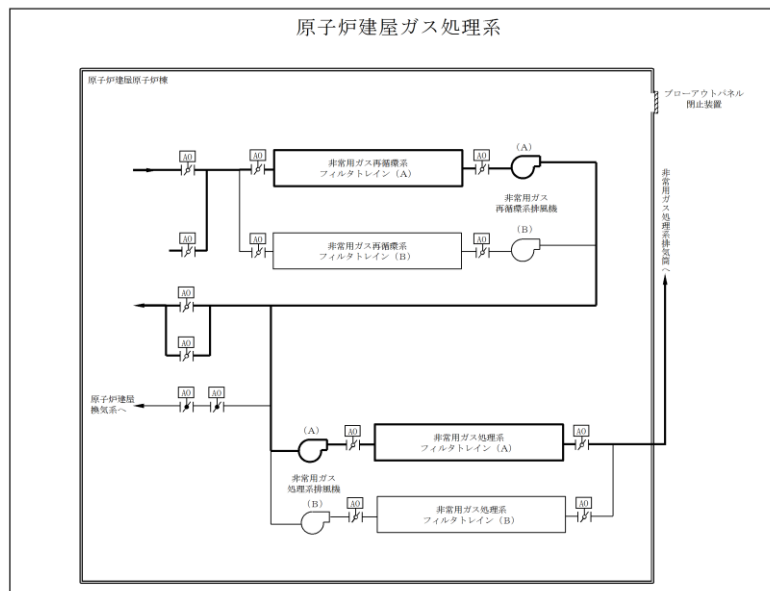 原子炉建屋ガス処理系
原子炉建屋原子炉棟
ブローアウトパネル
閉止装置
AO
AO
非常用ガス再循環系
フィルタトレイン（A）
AO
（A）
非常用ガス
再循環系排風機
AO
AO
非常用ガス再循環系
フィルタトレイン（B）
AO
（B）
非常用ガス処理系排気筒へ
AO
AO
原子炉建屋
換気系へ
AO
AO
（A）
AO
非常用ガス処理系
フィルタトレイン（A）
AO
非常用ガス
処理系排風機
（B）
AO
非常用ガス処理系
フィルタトレイン（B）
AO